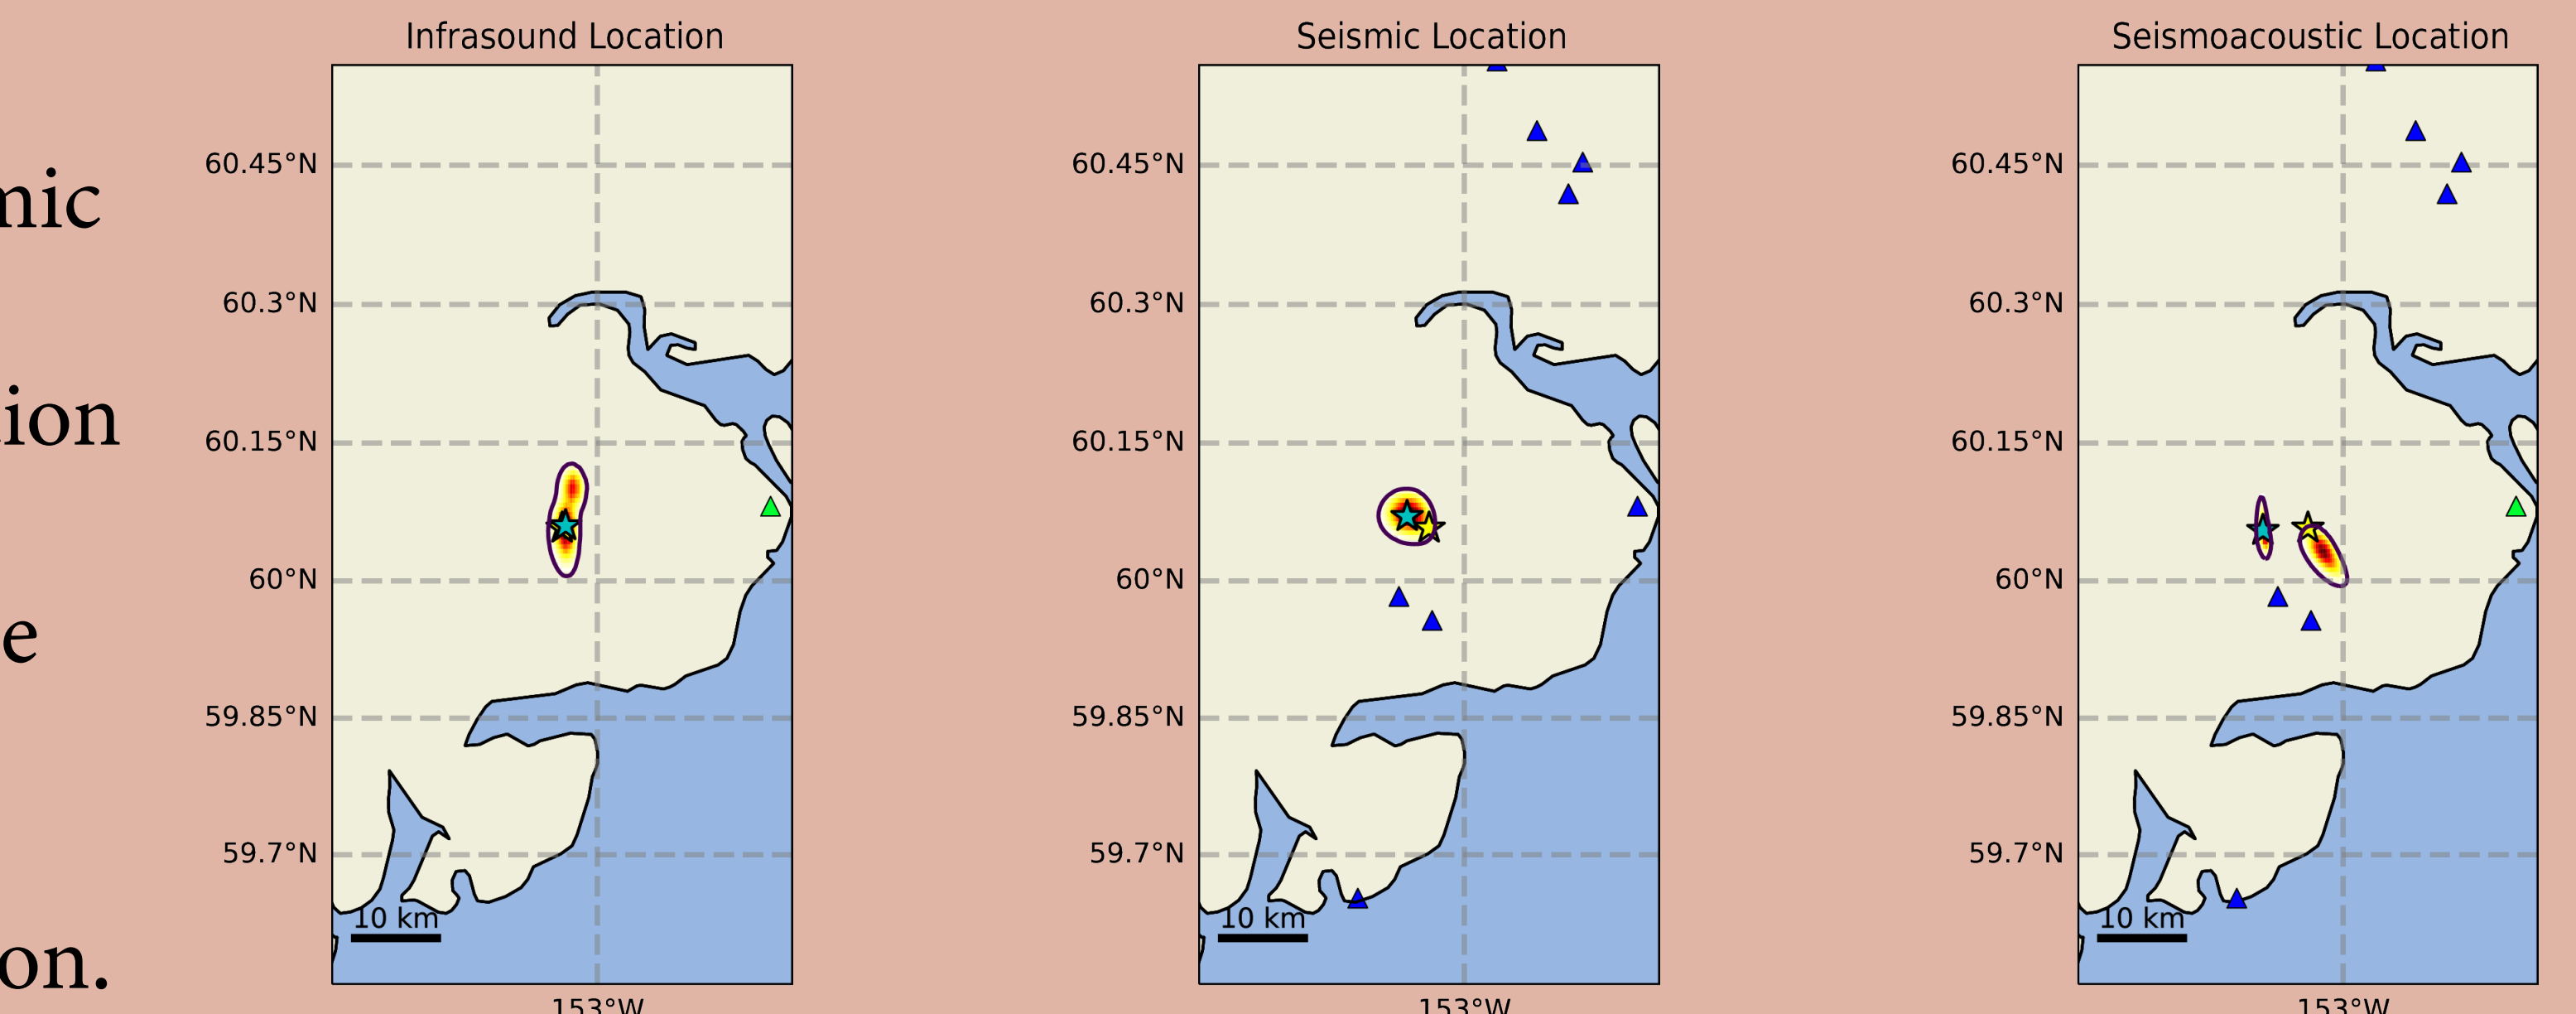 mic
ion
e
on.
Infrasound Location
60.45°N
60.3°N
60.15°N
60°N
59.85°N
59.7°N
10 km
153°W
Seismic Location
60.45°N
60.3°N
60.15°N
60°N
59.85°N
59.7°N
10 km
153°W
Seismoacoustic Location
60.45°N
60.3°N
60.15°N
60°N
59.85°N
59.7°N
10 km
153°W